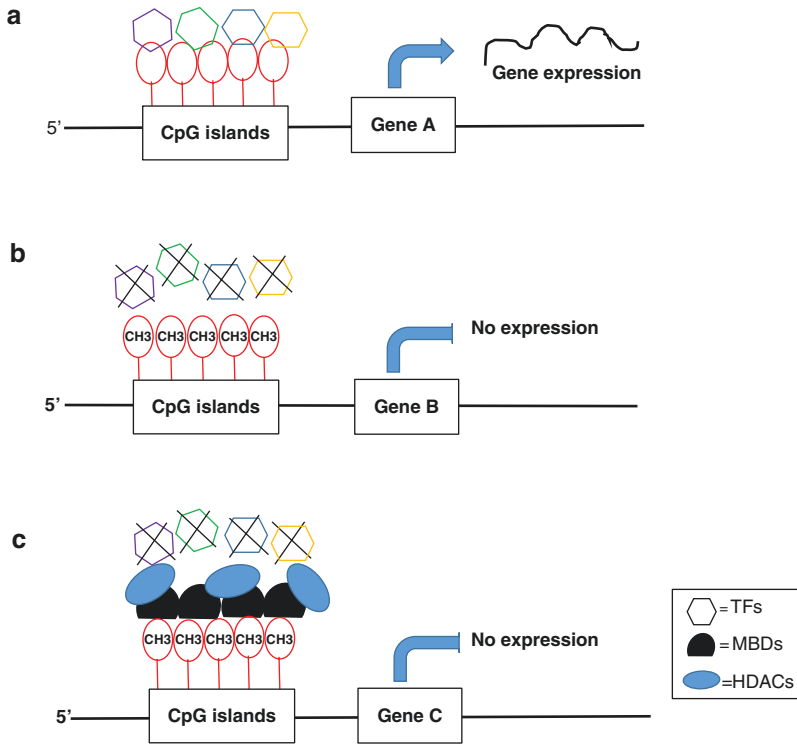 a
Gene expression
5’
CpG islands
Gene A
b
CH3 CH3 CH3 CH3 CH3
No expression
5’
CpG islands
Gene B
c
CH3 CH3 CH3 CH3 CH3
No expression
5’
CpG islands
Gene C
=TFs
=MBDs
=HDACs